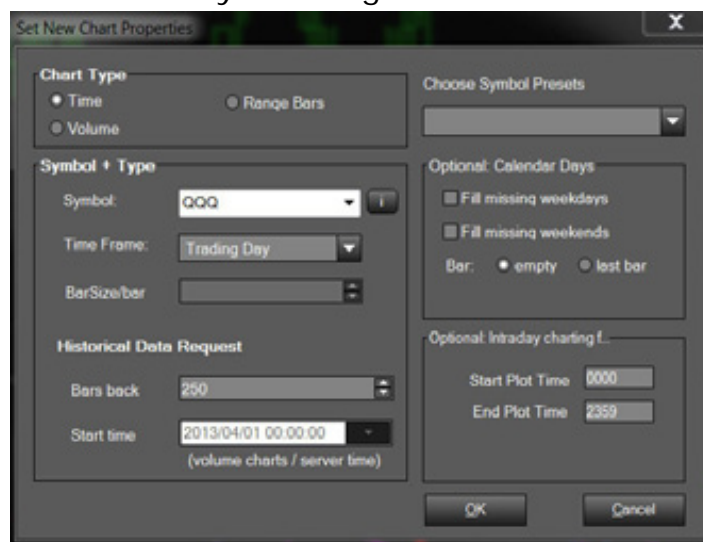 Set New Chart Properties
X
Chart Type
Time
Range Bars
Volume
Choose Symbol Presets
Symbol + Type
Symbol:
QQQ
i
Time Frame:
Trading Day
BarSize/bar
Historical Data Request
Bars back
250
Start time
2013/04/01 00:00:00
(volume charts / server time)
Optional: Calendar Days
Fill missing weekdays
Fill missing weekends
Bar:
empty
last bar
Optional: Intraday charting f..
Start Plot Time
0000
End Plot Time
2359
OK
Cancel